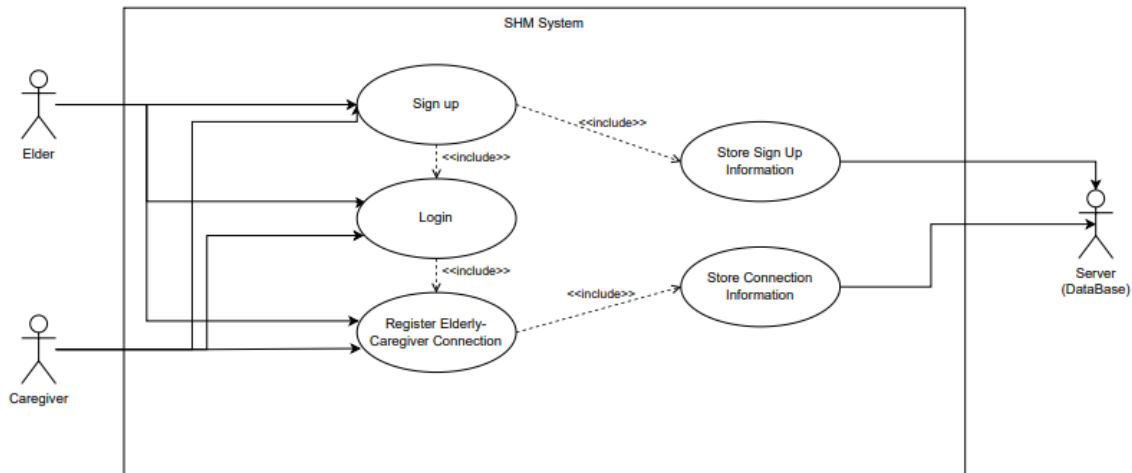 SHM System
Elder
Sign up
<<include>>
<<include>>
Store Sign Up
Information
Login
<<include>>
Register Elderly-
Caregiver Connection
<<include>>
Store Connection
Information
Server
(DataBase)
Caregiver